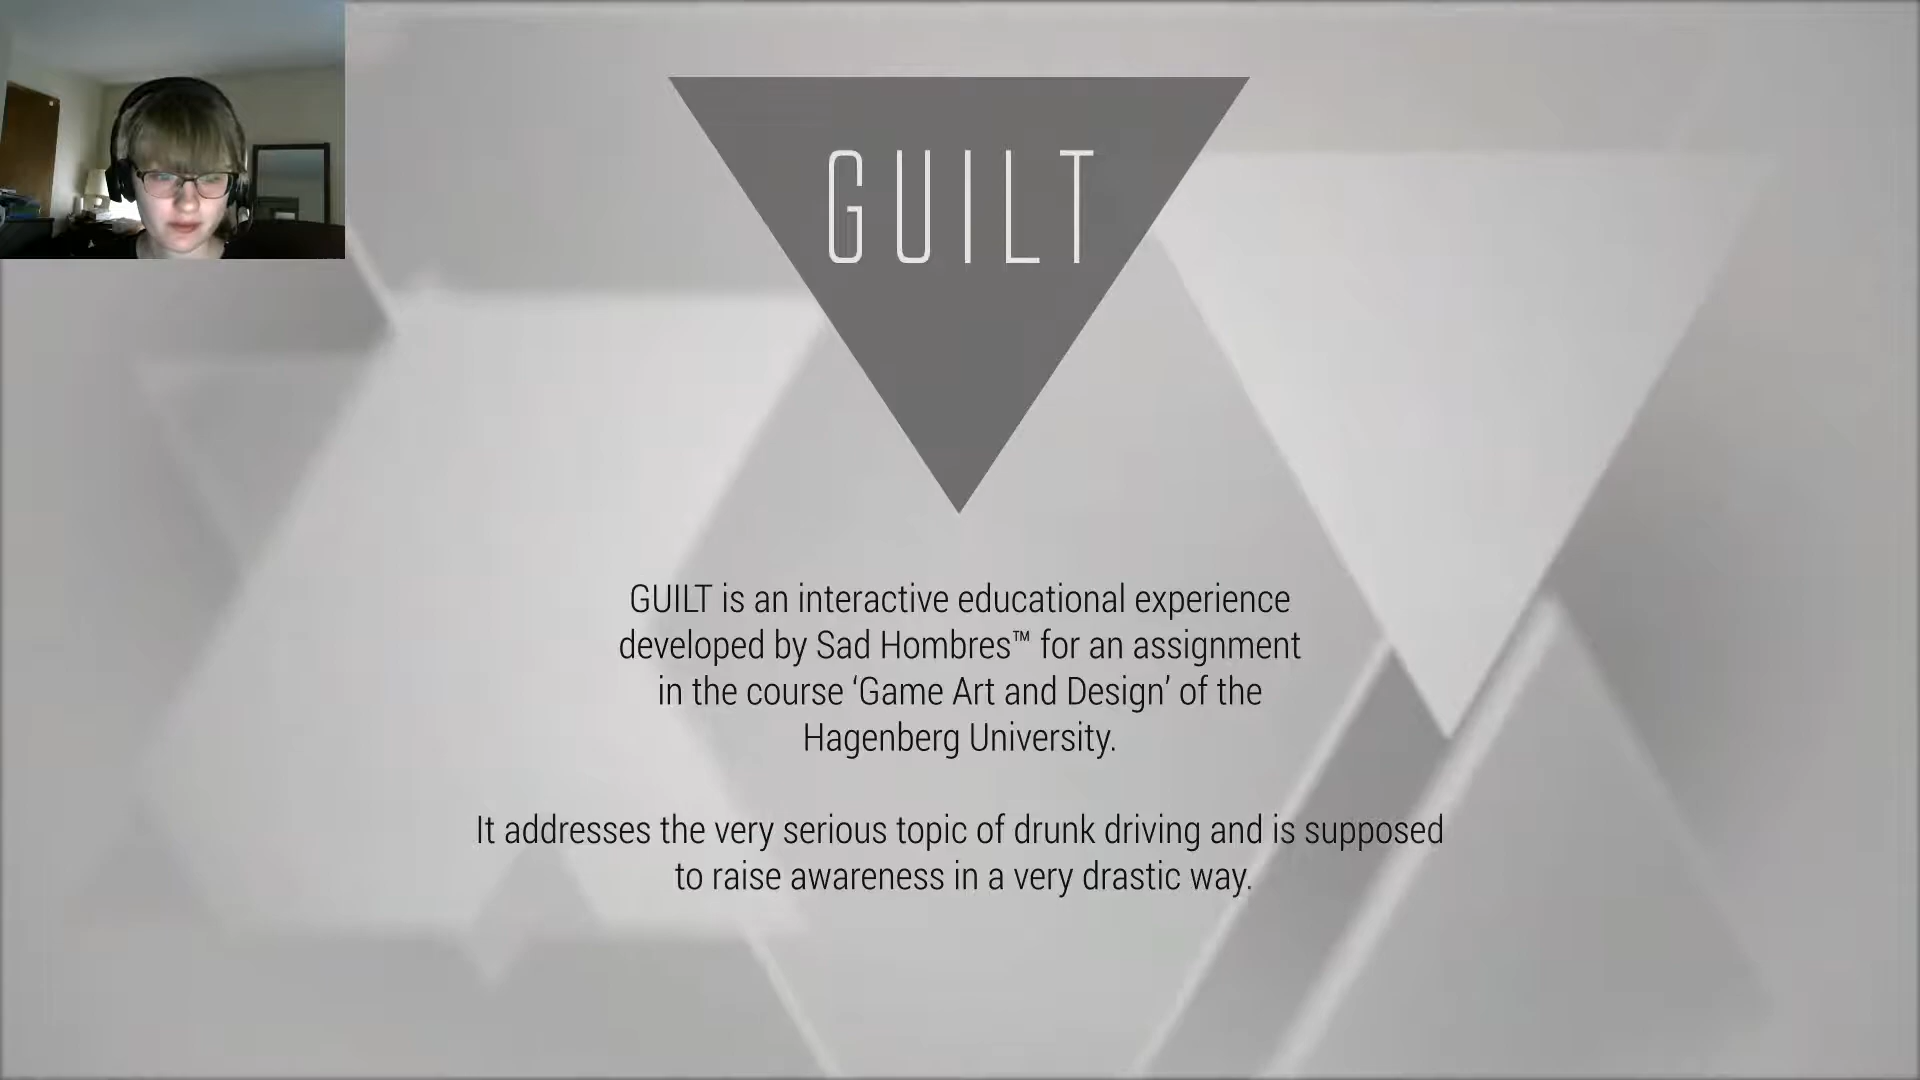 GUILT
GUILT is an interactive educational experience
developed by Sad Hombres™ for an assignment
in the course ‘Game Art and Design’ of the
Hagenberg University.
It addresses the very serious topic of drunk driving and is supposed
to raise awareness in a very drastic way.